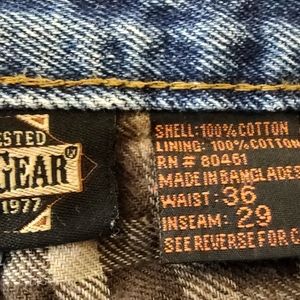 ESTED
GEAR®
1977
SHELL: 100% COTTON
LINING: 100% COTTON
RN # 80461
MADE IN BANGLADES
WAIST: 36
INSEAM: 29
SEE REVERSE FOR C